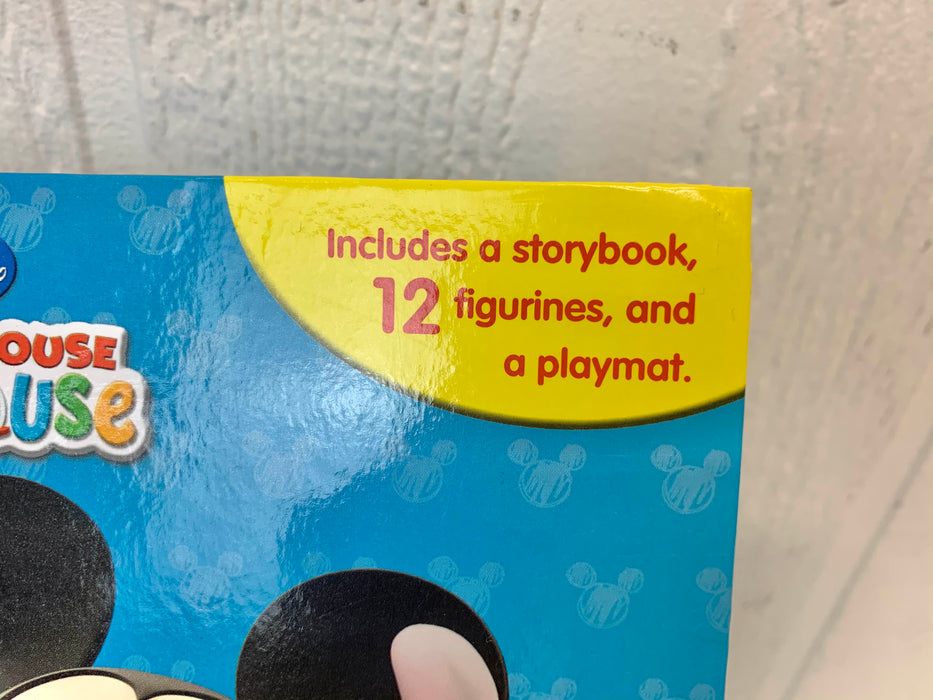 Includes a storybook,
12 figurines, and
a playmat.
OUSE
USe